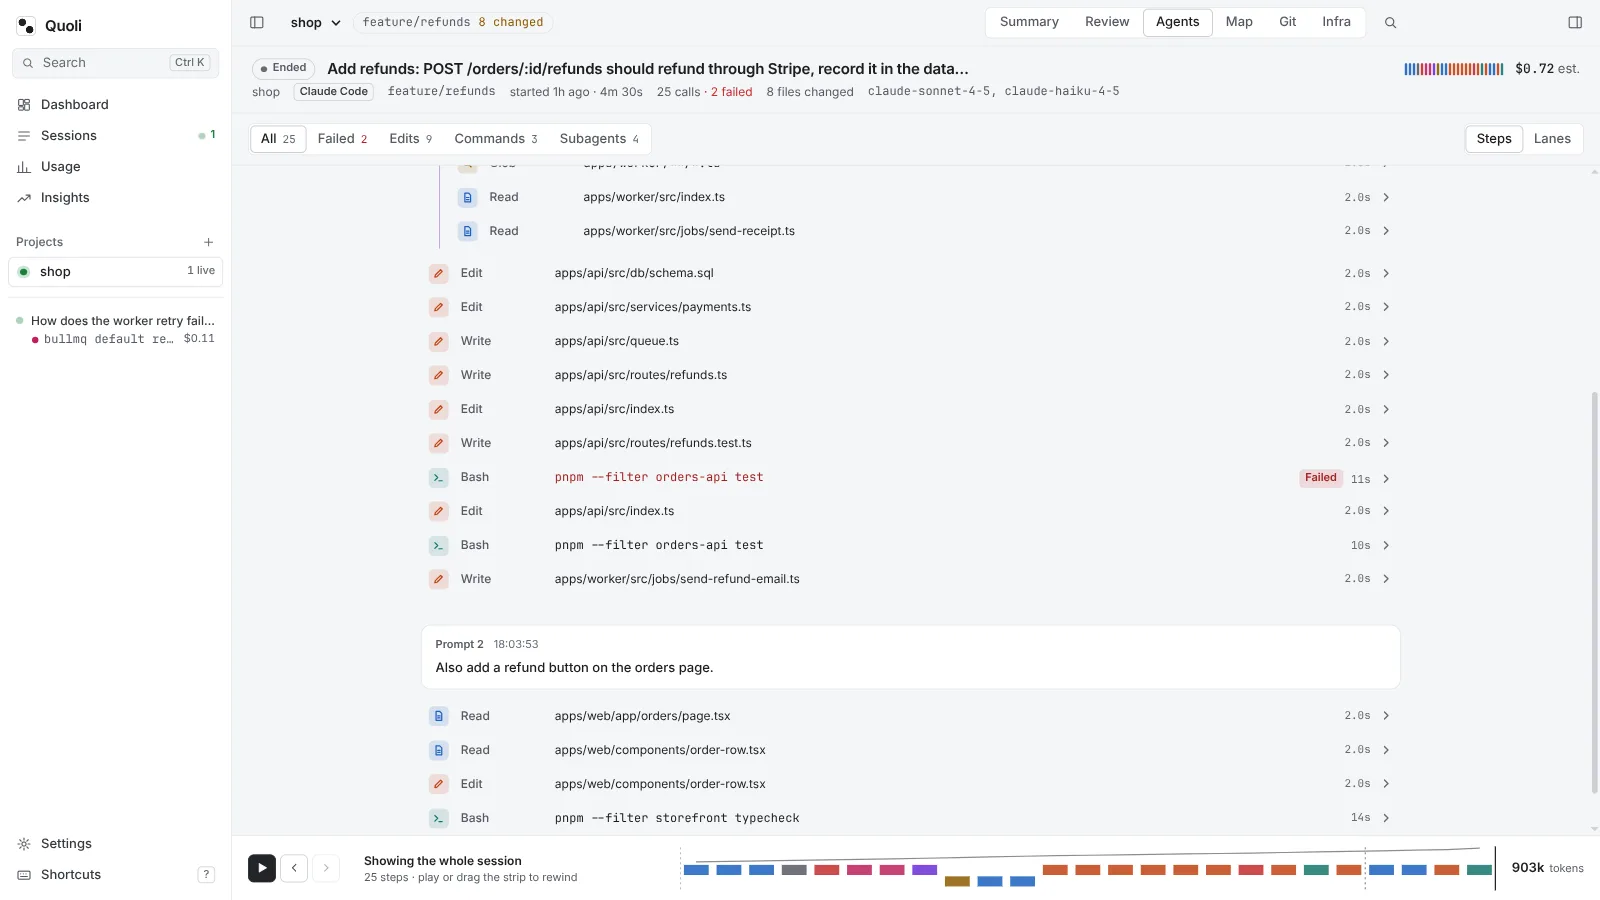 Quoli
Search Ctrl K
Dashboard
Sessions 1
Usage
Insights
Projects
shop 1 live
How does the worker retry fail...
bullmq default re... $0.11
Settings
Shortcuts ?
shop feature/refunds 8 changed
Summary Review Agents Map Git Infra
Ended Add refunds: POST /orders/:id/refunds should refund through Stripe, record it in the data... $0.72 est.
shop Claude Code feature/refunds started 1h ago · 4m 30s 25 calls · 2 failed 8 files changed claude-sonnet-4-5, claude-haiku-4-5
All 25 Failed 2 Edits 9 Commands 3 Subagents 4 Steps Lanes
Read apps/worker/src/index.ts 2.0s
Read apps/worker/src/jobs/send-receipt.ts 2.0s
Edit apps/api/src/db/schema.sql 2.0s
Edit apps/api/src/services/payments.ts 2.0s
Write apps/api/src/queue.ts 2.0s
Write apps/api/src/routes/refunds.ts 2.0s
Edit apps/api/src/index.ts 2.0s
Write apps/api/src/routes/refunds.test.ts 2.0s
Bash pnpm --filter orders-api test Failed 11s
Edit apps/api/src/index.ts 2.0s
Bash pnpm --filter orders-api test 10s
Write apps/worker/src/jobs/send-refund-email.ts 2.0s
Prompt 2 18:03:53
Also add a refund button on the orders page.
Read apps/web/app/orders/page.tsx 2.0s
Read apps/web/components/order-row.tsx 2.0s
Edit apps/web/components/order-row.tsx 2.0s
Bash pnpm --filter storefront typecheck 14s
Showing the whole session
25 steps · play or drag the strip to rewind
903k tokens